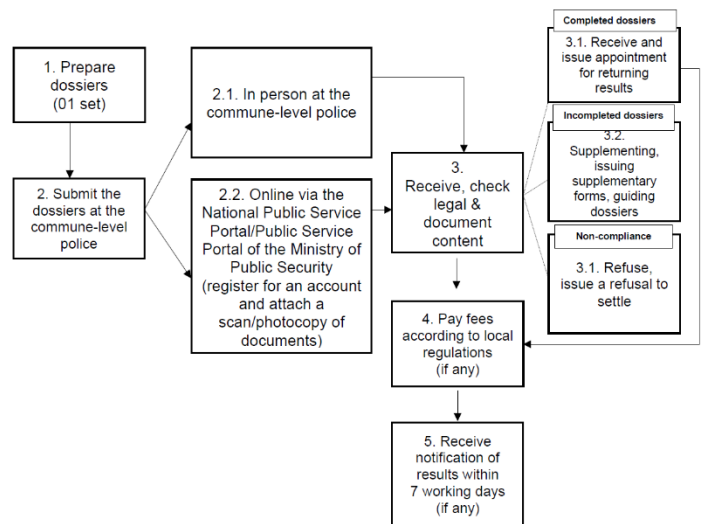 1. Prepare
dossiers
(01 set)
2. Submit the
dossiers at the
commune-level
police
2.1. In person at the
commune-level
police
2.2. Online via the
National Public Service
Portal/Public Service
Portal of the Ministry of
Public Security
(register for an account
and attach a
scan/photocopy of
documents)
3.
Receive, check
legal &
document
content
Completed dossiers
3.1. Receive and
issue appointment
for returning
results
Incompleted dossiers
3.2.
Supplementing,
issuing
supplementary
forms, guiding
dossiers
Non-compliance
3.1. Refuse,
issue a refusal to
settle
4. Pay fees
according to local
regulations
(if any)
5. Receive
notification of
results within
7 working days
(if any)